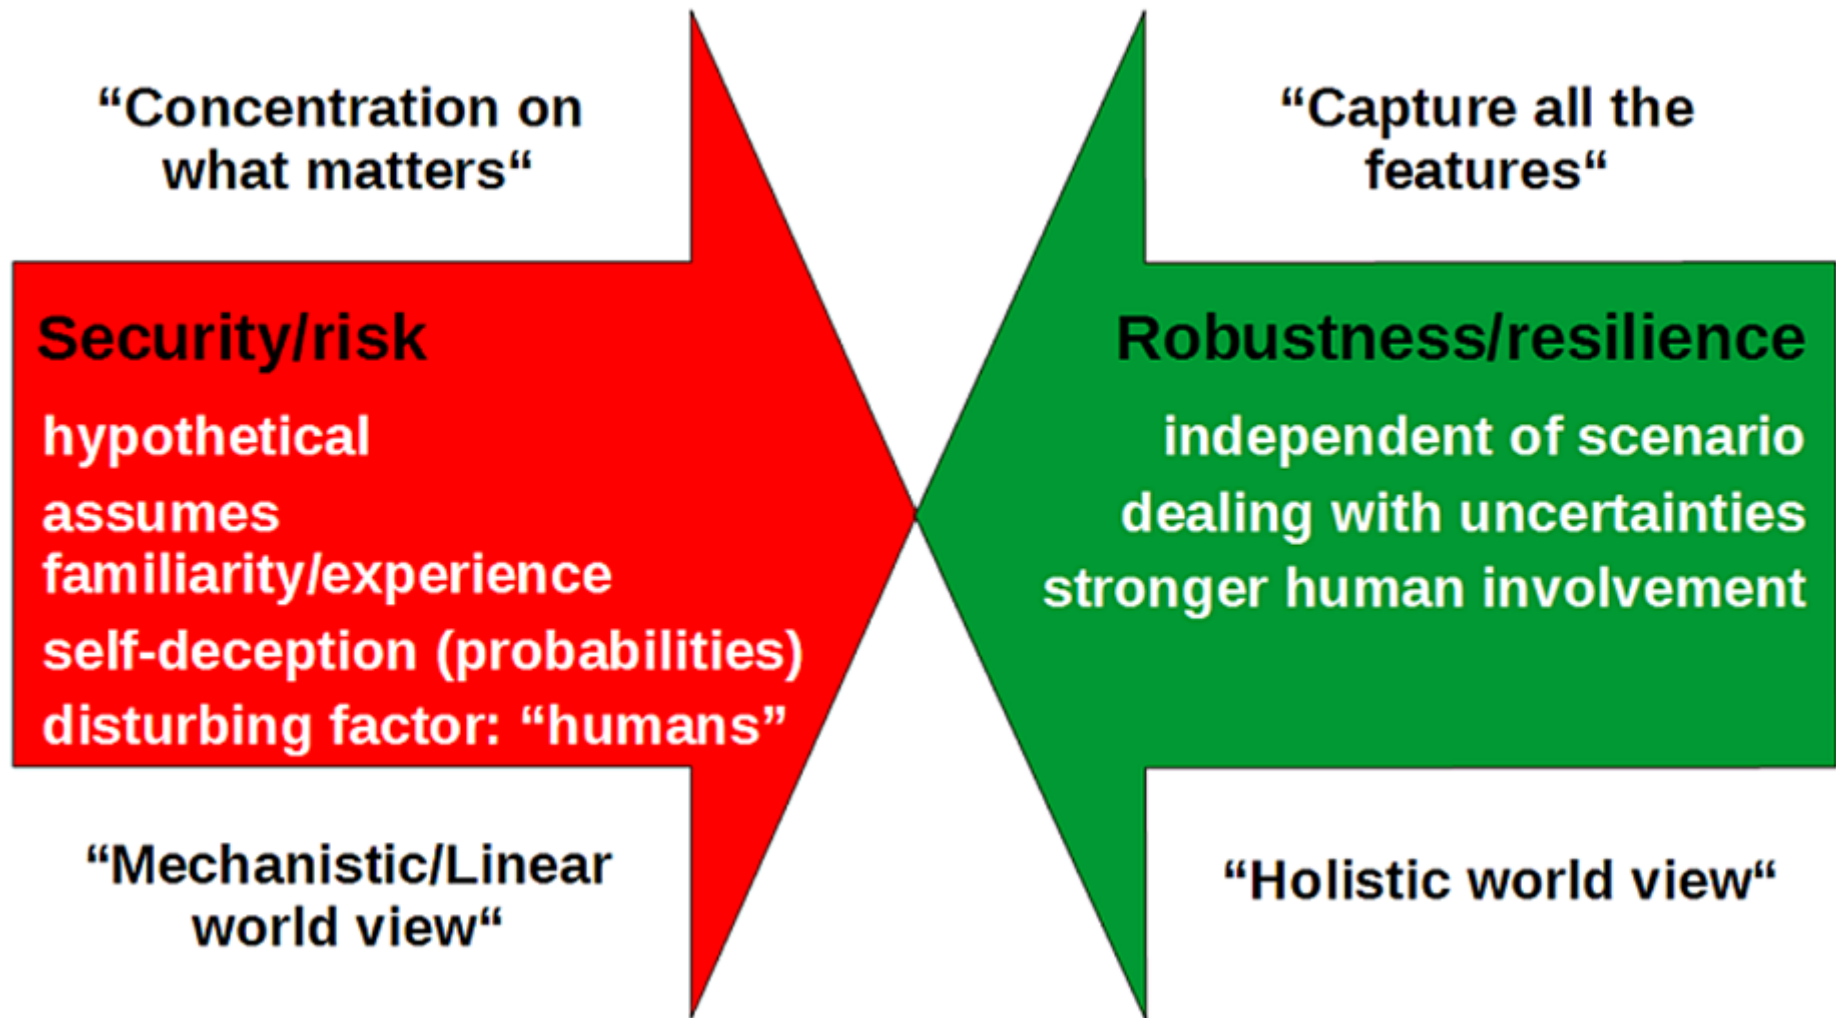 “Concentration on
what matters“
Security/risk
hypothetical
assumes
familiarity/experience
self-deception (probabilities)
disturbing factor: “humans”
“Mechanistic/Linear
world view“
“Capture all the
features“
Robustness/resilience
independent of scenario
dealing with uncertainties
stronger human involvement
“Holistic world view“